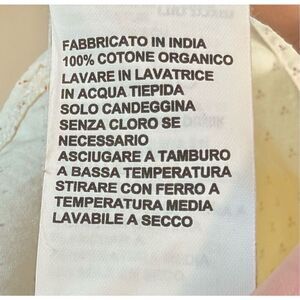 FABBRICATO IN INDIA
100% COTONE ORGANICO
LAVARE IN LAVATRICE
IN ACQUA TIEPIDA
SOLO CANDEGGINA
SENZA CLORO SE
NECESSARIO
ASCIUGARE A TAMBURO
A BASSA TEMPERATURA
STIRARE CON FERRO A
TEMPERATURA MEDIA
LAVABILE A SECCO